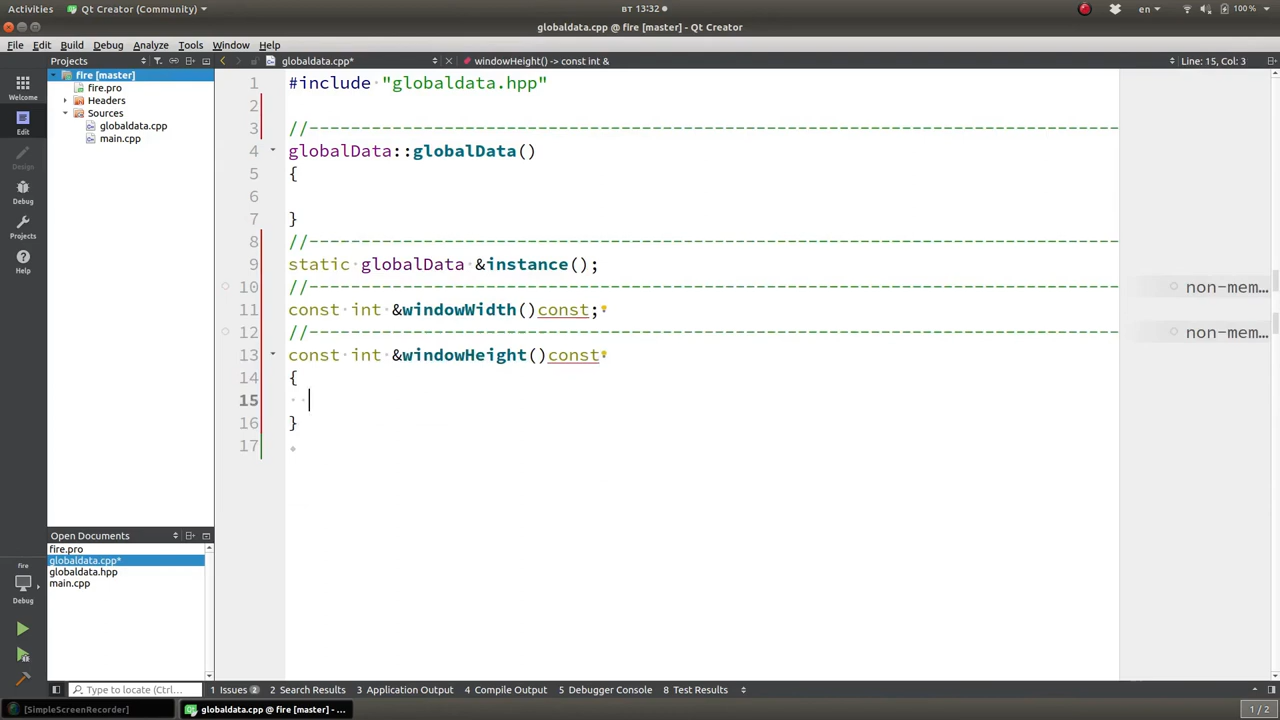 Activities
Qt Creator (Community)
БТ 13:32
en
100 %
globaldata.cpp @ fire [master] - Qt Creator
File Edit Build Debug Analyze Tools Window Help
Projects
globaldata.cpp*
windowHeight() -> const int &
Line: 15, Col: 3
Welcome
Edit
Design
Debug
Projects
Help
fire [master]
fire.pro
Headers
Sources
globaldata.cpp
main.cpp
1 #include "globaldata.hpp"
2
3 //------------------------------------------------------------------------------
4 globalData::globalData()
5 {
6
7 }
8 //------------------------------------------------------------------------------
9 static globalData &instance();
10 //------------------------------------------------------------------------------
non-mem…
11 const int &windowWidth()const;
12 //------------------------------------------------------------------------------
non-mem…
13 const int &windowHeight()const
14 {
15
16 }
17
Open Documents
fire.pro
globaldata.cpp*
globaldata.hpp
main.cpp
fire
Debug
Type to locate (Ctrl...
1 Issues 2
2 Search Results
3 Application Output
4 Compile Output
5 Debugger Console
8 Test Results
[SimpleScreenRecorder]
globaldata.cpp @ fire [master] - ...
1 / 2